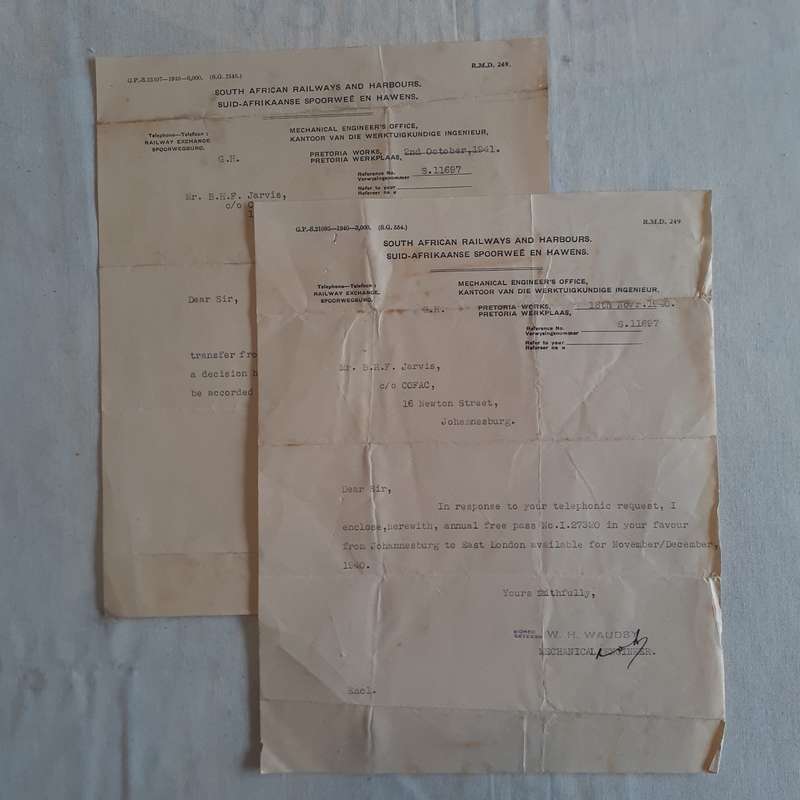 R.M.D. 249.
SOUTH AFRICAN RAILWAYS AND HARBOURS.
SUID-AFRIKAANSE SPOORWEË EN HAWENS.
Telephone—Telefoon :
RAILWAY EXCHANGE
SPOORWEGBURO.
MECHANICAL ENGINEER'S OFFICE,
KANTOOR VAN DIE WERKTUIGKUNDIGE INGENIEUR,
G.H.
PRETORIA WORKS,
PRETORIA WERKPLAAS,
2nd October, 1941.
Reference No.
Verwysingsnommer
S.11697
Refer to your
Refereer na u
Mr. B.H.F. Jarvis,
c/o
Dear Sir,
transfer
a decision
be accorded
R.M.D. 249
SOUTH AFRICAN RAILWAYS AND HARBOURS.
SUID-AFRIKAANSE SPOORWEË EN HAWENS.
Telephone—Telefoon :
RAILWAY EXCHANGE.
SPOORWEGBURO.
MECHANICAL ENGINEER'S OFFICE,
KANTOOR VAN DIE WERKTUIGKUNDIGE INGENIEUR,
G.H.
PRETORIA WORKS,
PRETORIA WERKPLAAS,
1940.
Reference No.
Verwysingsnommer
S.11697
Refer to your
Refereer na u
Mr. B.H.F. Jarvis,
c/o COFAC,
16 Newton Street,
Johannesburg.
Dear Sir,
In response to your telephonic request, I
enclose,herewith, annual free pass No.I.27320 in your favour
from Johannesburg to East London available for November/December,
1940.
Yours faithfully,
W. H. WAUDBY
MECHANICAL ENGINEER.
Encl.